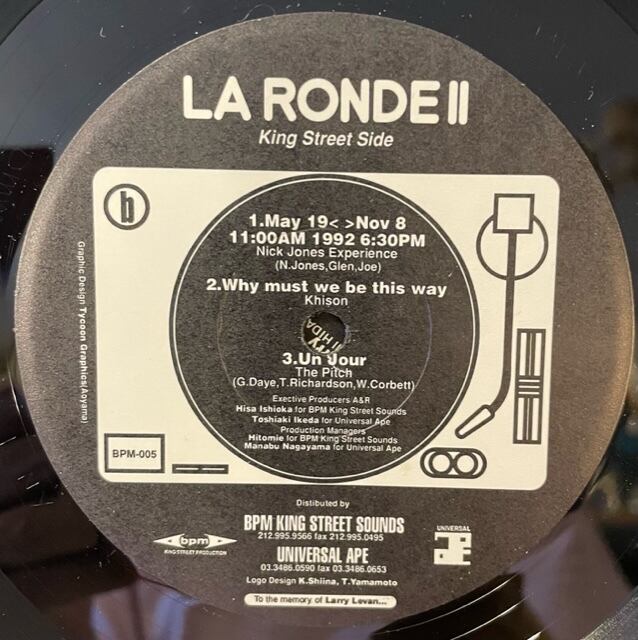 LA RONDE II
King Street Side
b
1.May 19< >Nov 8
11:00AM 1992 6:30PM
Nick Jones Experience
(N.Jones,Glen,Joe)
2.Why must we be this way
Khison
3.Un Jour
The Pitch
(G.Daye,T.Richardson,W.Corbett)
Exective Producers A&R
Hisa Ishioka for BPM King Street Sounds
Toshiaki Ikeda for Universal Ape
Production Managers
Hitomie for BPM King Street Sounds
Manabu Nagayama for Universal Ape
BPM-005
Graphic Design Tycoon Graphics(Aoyama)
Distibuted by
BPM KING STREET SOUNDS
212.995.9566 fax 212.995.0495
UNIVERSAL APE
03.3486.0590 fax 03.3486.0653
Logo Design K.Shiina, T.Yamamoto
To the memory of Larry Levan...
bpm
KING STREET PRODUCTION
UNIVERSAL